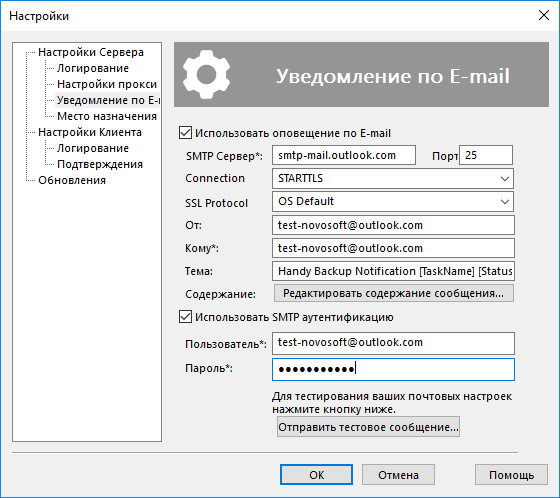 Настройки
Настройки Сервера
Логирование
Настройки прокси
Уведомление по E-
Место назначения
Настройки Клиента
Логирование
Подтверждения
Обновления
Уведомление по E-mail
Использовать оповещение по E-mail
SMTP Сервер*: smtp-mail.outlook.com Порт 25
Connection STARTTLS
SSL Protocol OS Default
От: test-novosoft@outlook.com
Кому*: test-novosoft@outlook.com
Тема: Handy Backup Notification [TaskName] [Status
Содержание: Редактировать содержание сообщения...
Использовать SMTP аутентификацию
Пользователь*: test-novosoft@outlook.com
Пароль*: ●●●●●●●●●●●
Для тестирования ваших почтовых настроек
нажмите кнопку ниже.
Отправить тестовое сообщение...
ОК Отмена Помощь